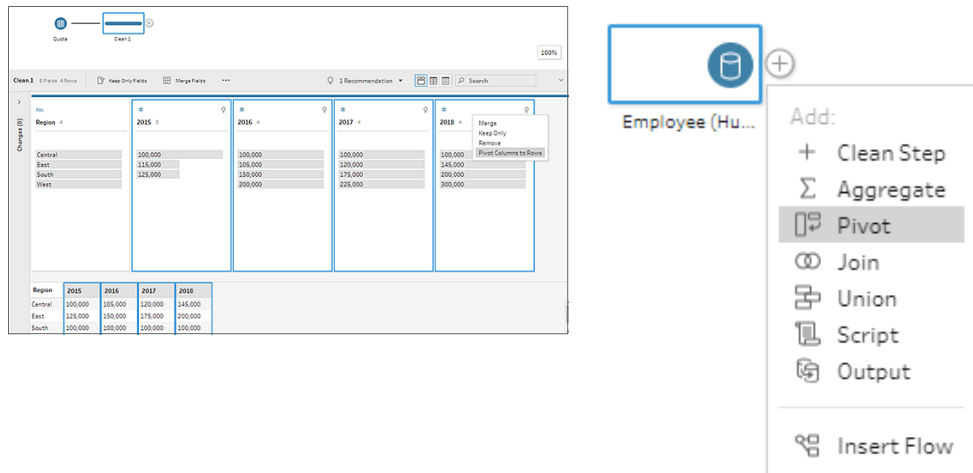 Quota
Clean 1
100%
Clean 1 5 Fields 4 Rows Keep Only Fields Merge Fields ••• 1 Recommendation Search
Changes (0)
Abc # # # #
Region 4 2015 3 2016 4 2017 4 2018 4
Merge
Keep Only
Remove
Pivot Columns to Rows
Central 100,000 100,000 100,000 100,000
East 115,000 105,000 120,000 145,000
South 125,000 150,000 175,000 200,000
West 200,000 225,000 300,000
Region 2015 2016 2017 2018
Central 100,000 105,000 120,000 145,000
East 125,000 150,000 175,000 200,000
South 100,000 100,000 100,000 100,000
Employee (Hu...
Add:
Clean Step
Aggregate
Pivot
Join
Union
Script
Output
Insert Flow